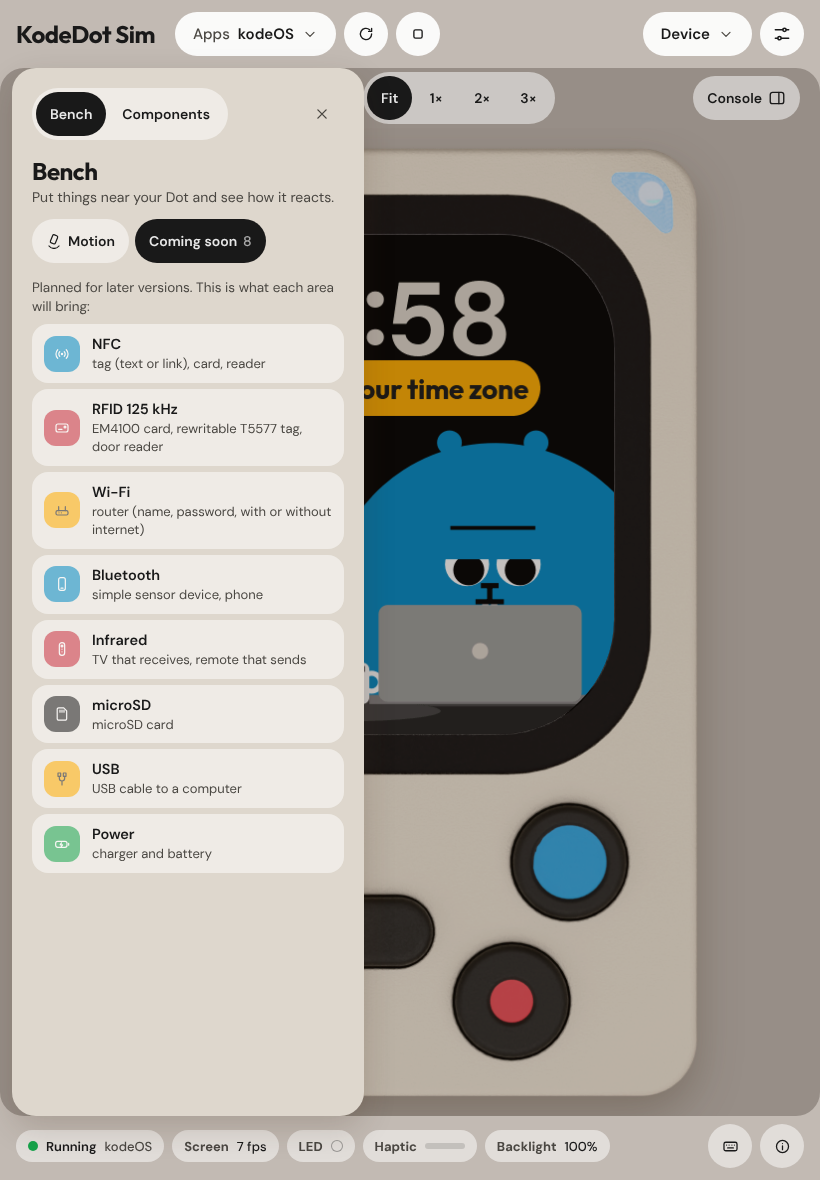 KodeDot Sim
Apps kodeOS
Device
Bench
Components
Fit
1×
2×
3×
Console
Bench
Put things near your Dot and see how it reacts.
Motion
Coming soon 8
Planned for later versions. This is what each area
will bring:
NFC
tag (text or link), card, reader
RFID 125 kHz
EM4100 card, rewritable T5577 tag,
door reader
Wi-Fi
router (name, password, with or without
internet)
Bluetooth
simple sensor device, phone
Infrared
TV that receives, remote that sends
microSD
microSD card
USB
USB cable to a computer
Power
charger and battery
:58
our time zone
Running kodeOS
Screen 7 fps
LED
Haptic
Backlight 100%